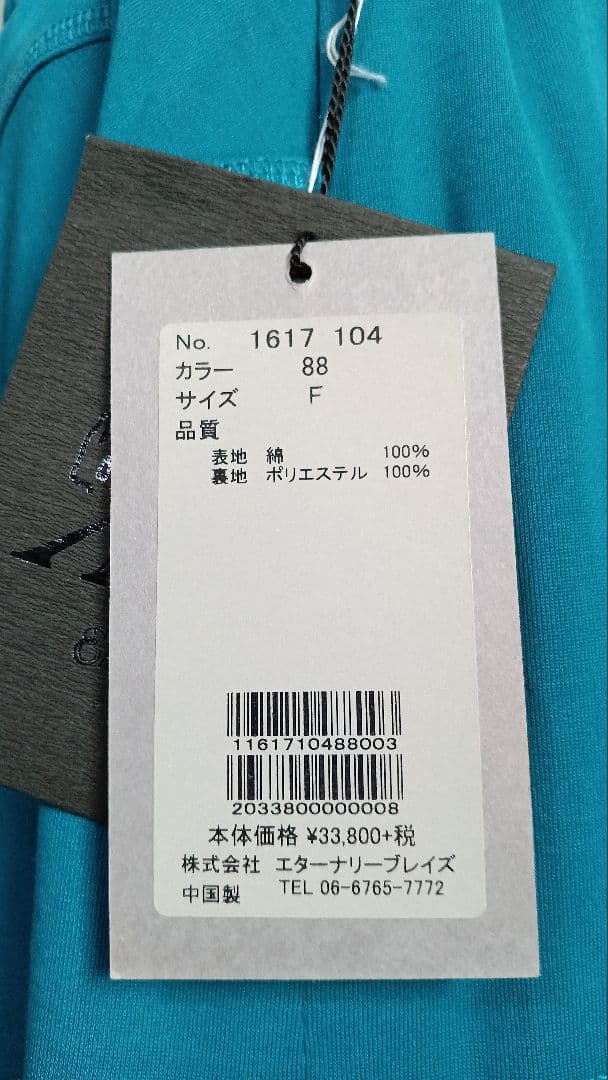 No. 1617 104
カラー 88
サイズ F
品質
表地 綿 100%
裏地 ポリエステル 100%
1161710488003
2033800000008
本体価格 ¥33,800+税
株式会社 エターナリーブレイズ
中国製 TEL 06-6765-7772